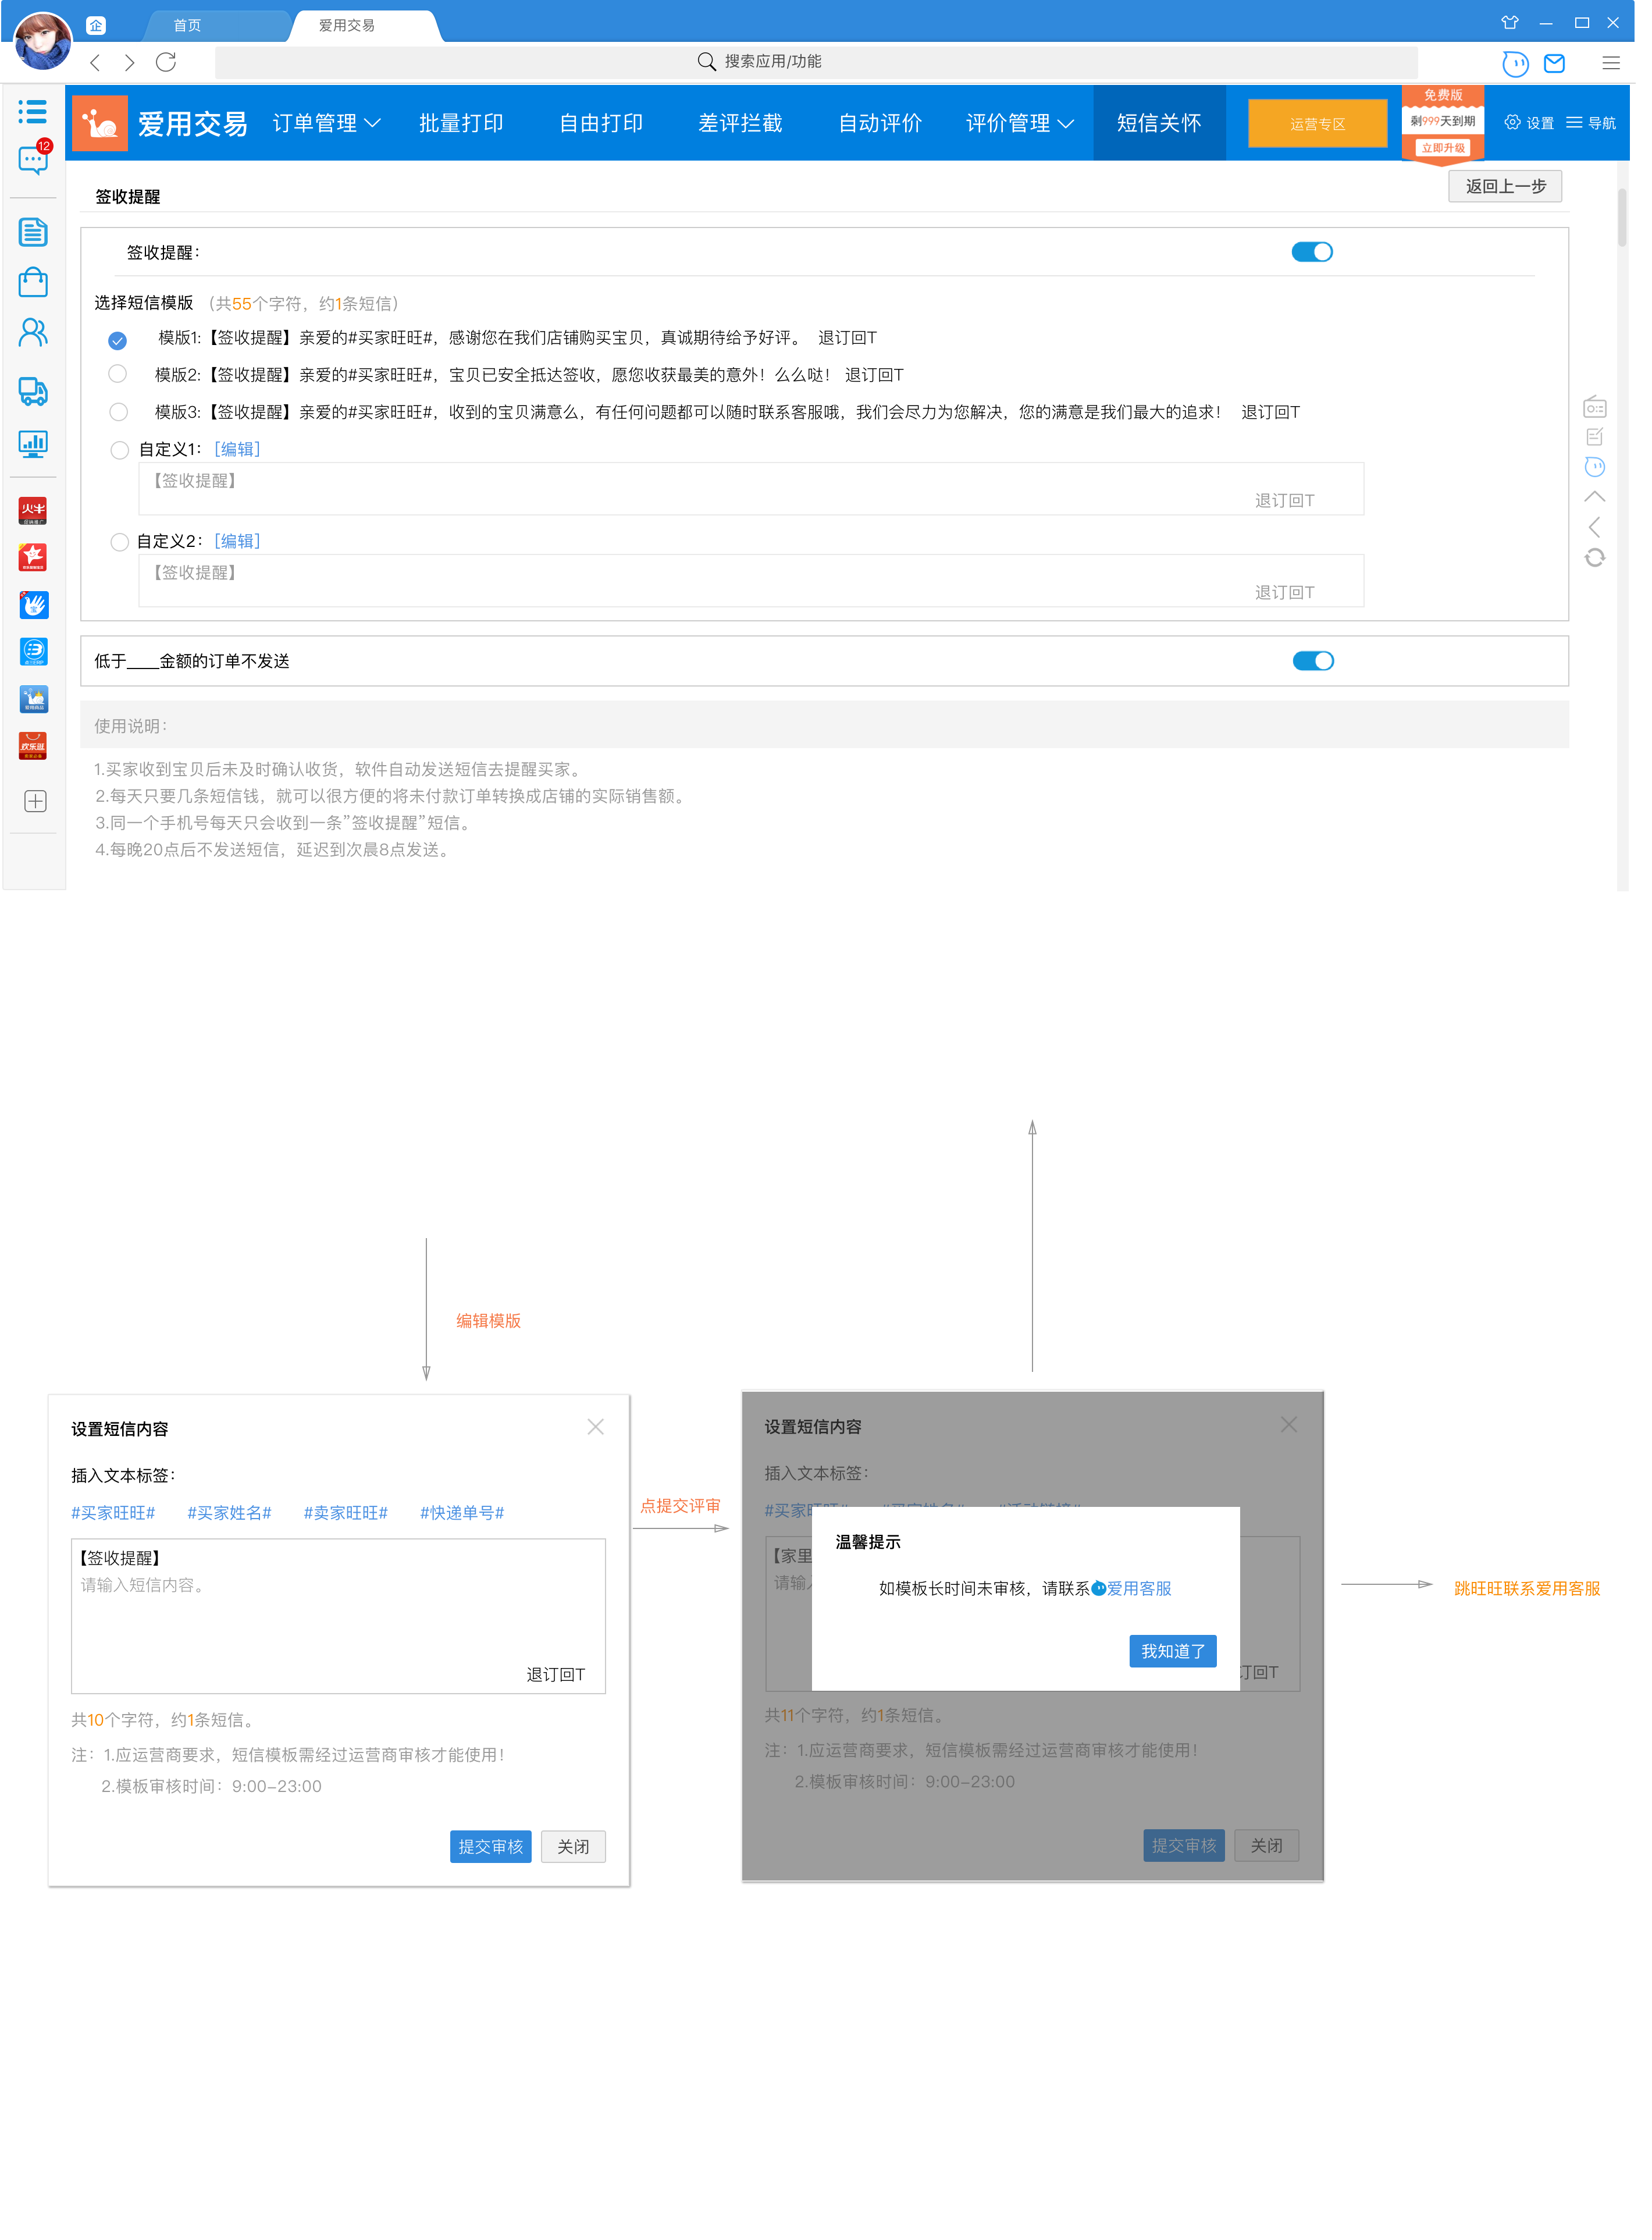 企 首页 爱用交易
搜索应用/功能
12
爱用交易 订单管理 批量打印 自由打印 差评拦截 自动评价 评价管理 短信关怀 运营专区 免费版 剩999天到期 立即升级 设置 导航
签收提醒 返回上一步
签收提醒：
选择短信模版 （共55个字符，约1条短信）
模版1:【签收提醒】亲爱的#买家旺旺#，感谢您在我们店铺购买宝贝，真诚期待给予好评。 退订回T
模版2:【签收提醒】亲爱的#买家旺旺#，宝贝已安全抵达签收，愿您收获最美的意外！么么哒！ 退订回T
模版3:【签收提醒】亲爱的#买家旺旺#，收到的宝贝满意么，有任何问题都可以随时联系客服哦，我们会尽力为您解决，您的满意是我们最大的追求！ 退订回T
自定义1：［编辑］
【签收提醒】
退订回T
自定义2：［编辑］
【签收提醒】
退订回T
火牛
欢乐逛
低于____金额的订单不发送
使用说明：
1.买家收到宝贝后未及时确认收货，软件自动发送短信去提醒买家。
2.每天只要几条短信钱，就可以很方便的将未付款订单转换成店铺的实际销售额。
3.同一个手机号每天只会收到一条”签收提醒”短信。
4.每晚20点后不发送短信，延迟到次晨8点发送。
编辑模版
设置短信内容
插入文本标签：
#买家旺旺# #买家姓名# #卖家旺旺# #快递单号#
【签收提醒】
请输入短信内容。
退订回T
共10个字符，约1条短信。
注：1.应运营商要求，短信模板需经过运营商审核才能使用！
2.模板审核时间：9:00-23:00
提交审核 关闭
点提交评审
设置短信内容
插入文本标签：
#买家旺旺# #买家姓名# #活动链接#
【家里
请输入
温馨提示
如模板长时间未审核，请联系爱用客服
我知道了
订回T
共11个字符，约1条短信。
注：1.应运营商要求，短信模板需经过运营商审核才能使用！
2.模板审核时间：9:00-23:00
提交审核 关闭
跳旺旺联系爱用客服